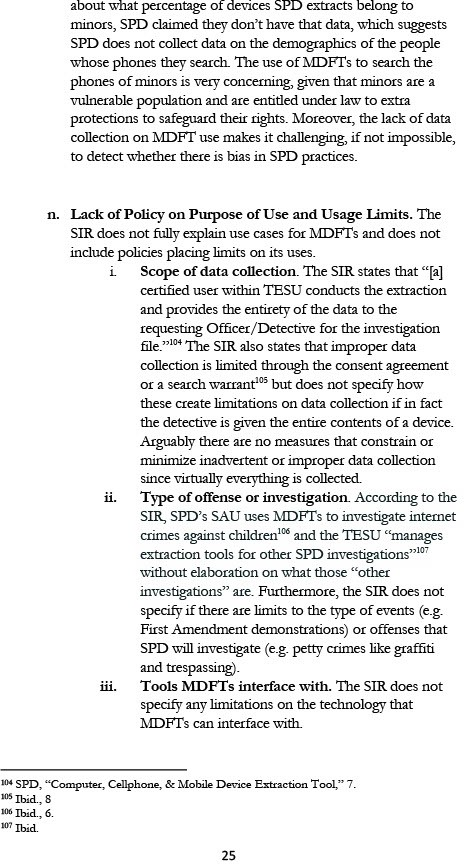 about what percentage of devices SPD extracts belong to
minors, SPD claimed they don’t have that data, which suggests
SPD does not collect data on the demographics of the people
whose phones they search. The use of MDFTs to search the
phones of minors is very concerning, given that minors are a
vulnerable population and are entitled under law to extra
protections to safeguard their rights. Moreover, the lack of data
collection on MDFT use makes it challenging, if not impossible,
to detect whether there is bias in SPD practices.
n. Lack of Policy on Purpose of Use and Usage Limits. The
SIR does not fully explain use cases for MDFTs and does not
include policies placing limits on its uses.
i. Scope of data collection. The SIR states that “[a]
certified user within TESU conducts the extraction
and provides the entirety of the data to the
requesting Officer/Detective for the investigation
file.”104 The SIR also states that improper data
collection is limited through the consent agreement
or a search warrant105 but does not specify how
these create limitations on data collection if in fact
the detective is given the entire contents of a device.
Arguably there are no measures that constrain or
minimize inadvertent or improper data collection
since virtually everything is collected.
ii. Type of offense or investigation. According to the
SIR, SPD’s SAU uses MDFTs to investigate internet
crimes against children106 and the TESU “manages
extraction tools for other SPD investigations”107
without elaboration on what those “other
investigations” are. Furthermore, the SIR does not
specify if there are limits to the type of events (e.g.
First Amendment demonstrations) or offenses that
SPD will investigate (e.g. petty crimes like graffiti
and trespassing).
iii. Tools MDFTs interface with. The SIR does not
specify any limitations on the technology that
MDFTs can interface with.
104 SPD, “Computer, Cellphone, & Mobile Device Extraction Tool,” 7.
105 Ibid., 8
106 Ibid., 6.
107 Ibid.
25